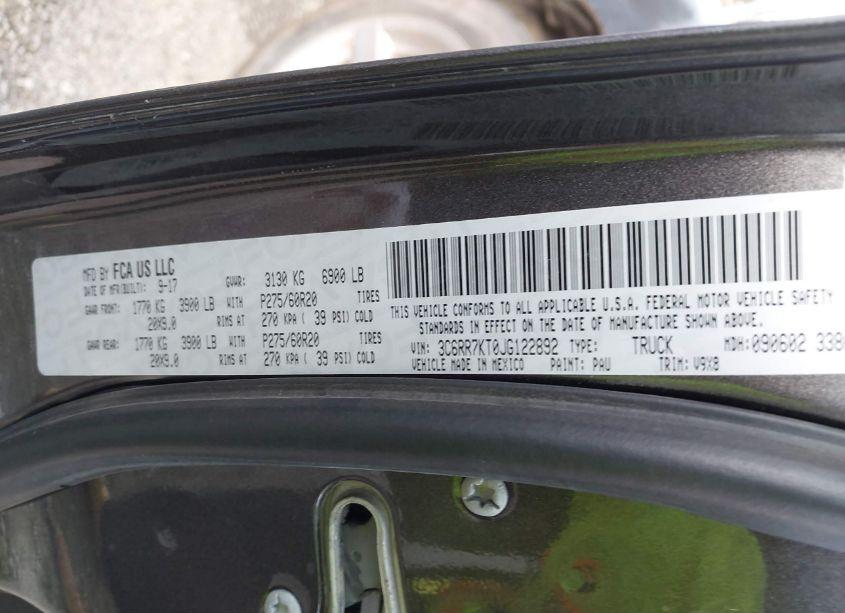 MFD BY FCA US LLC
DATE OF MFR(BUILT): 9-17 GVWR: 3130 KG 6900 LB
GAWR FRONT: 1770 KG 3900 LB WITH P275/60R20 TIRES
20X9.0 RIMS AT 270 KPA ( 39 PSI) COLD
GAWR REAR: 1770 KG 3900 LB WITH P275/60R20 TIRES
20X9.0 RIMS AT 270 KPA ( 39 PSI) COLD
THIS VEHICLE CONFORMS TO ALL APPLICABLE U.S.A. FEDERAL MOTOR VEHICLE SAFETY
STANDARDS IN EFFECT ON THE DATE OF MANUFACTURE SHOWN ABOVE.
VIN: 3C6RR7KT0JG122892 TYPE: TRUCK MDH: 090602
VEHICLE MADE IN MEXICO PAINT: PAU TRIM: V9X8